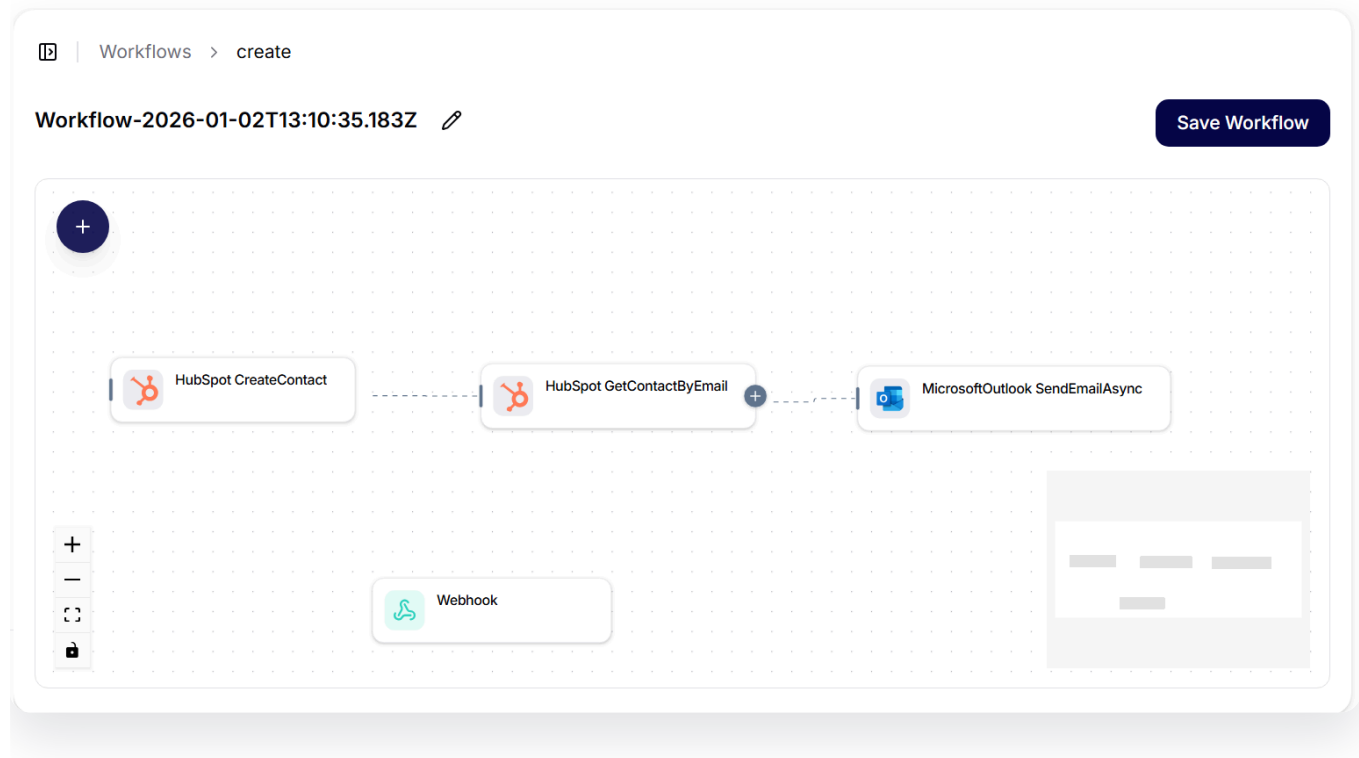 Workflows > create
Workflow-2026-01-02T13:10:35.183Z
Save Workflow
HubSpot CreateContact
HubSpot GetContactByEmail
MicrosoftOutlook SendEmailAsync
Webhook